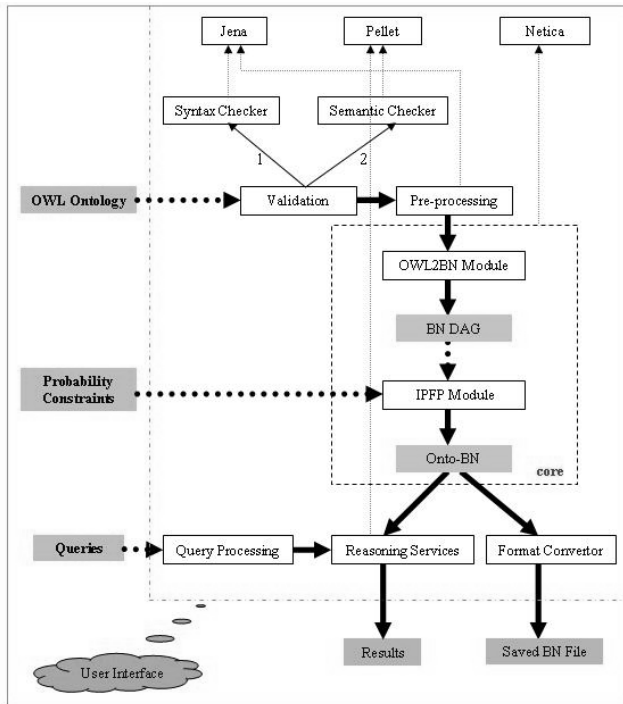 Jena
Pellet
Netica
Syntax Checker
Semantic Checker
1
2
OWL Ontology
Validation
Pre-processing
OWL2BN Module
BN DAG
Probability
Constraints
IPFP Module
Onto-BN
core
Queries
Query Processing
Reasoning Services
Format Convertor
Results
Saved BN File
User Interface